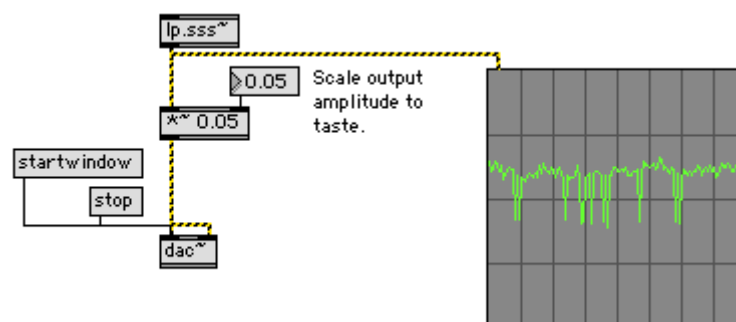 lp.sss~
0.05
Scale output
amplitude to
taste.
*~ 0.05
startwindow
stop
dac~